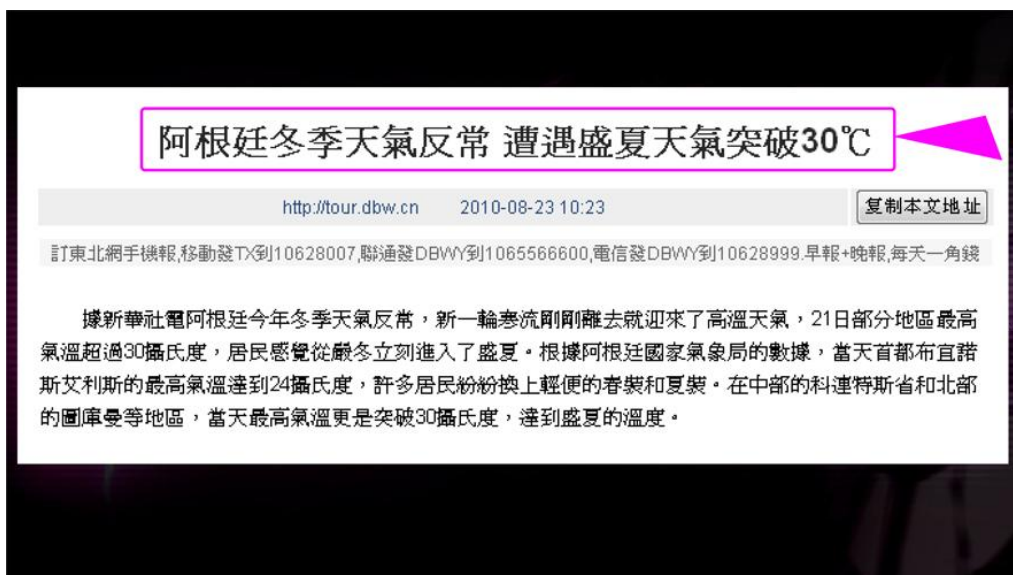 阿根廷冬季天氣反常 遭遇盛夏天氣突破30℃
http://tour.dbw.cn 2010-08-23 10:23 复制本文地址
訂東北網手機報,移動發TX到10628007,聯通發DBWY到1065566600,電信發DBWY到10628999.早報+晚報,每天一角錢
據新華社電阿根廷今年冬季天氣反常，新一輪寒流剛剛離去就迎來了高溫天氣，21日部分地區最高
氣溫超過30攝氏度，居民感覺從嚴冬立刻進入了盛夏。根據阿根廷國家氣象局的數據，當天首都布宜諾
斯艾利斯的最高氣溫達到24攝氏度，許多居民紛紛換上輕便的春裝和夏裝。在中部的科連特斯省和北部
的圖庫曼等地區，當天最高氣溫更是突破30攝氏度，達到盛夏的溫度。